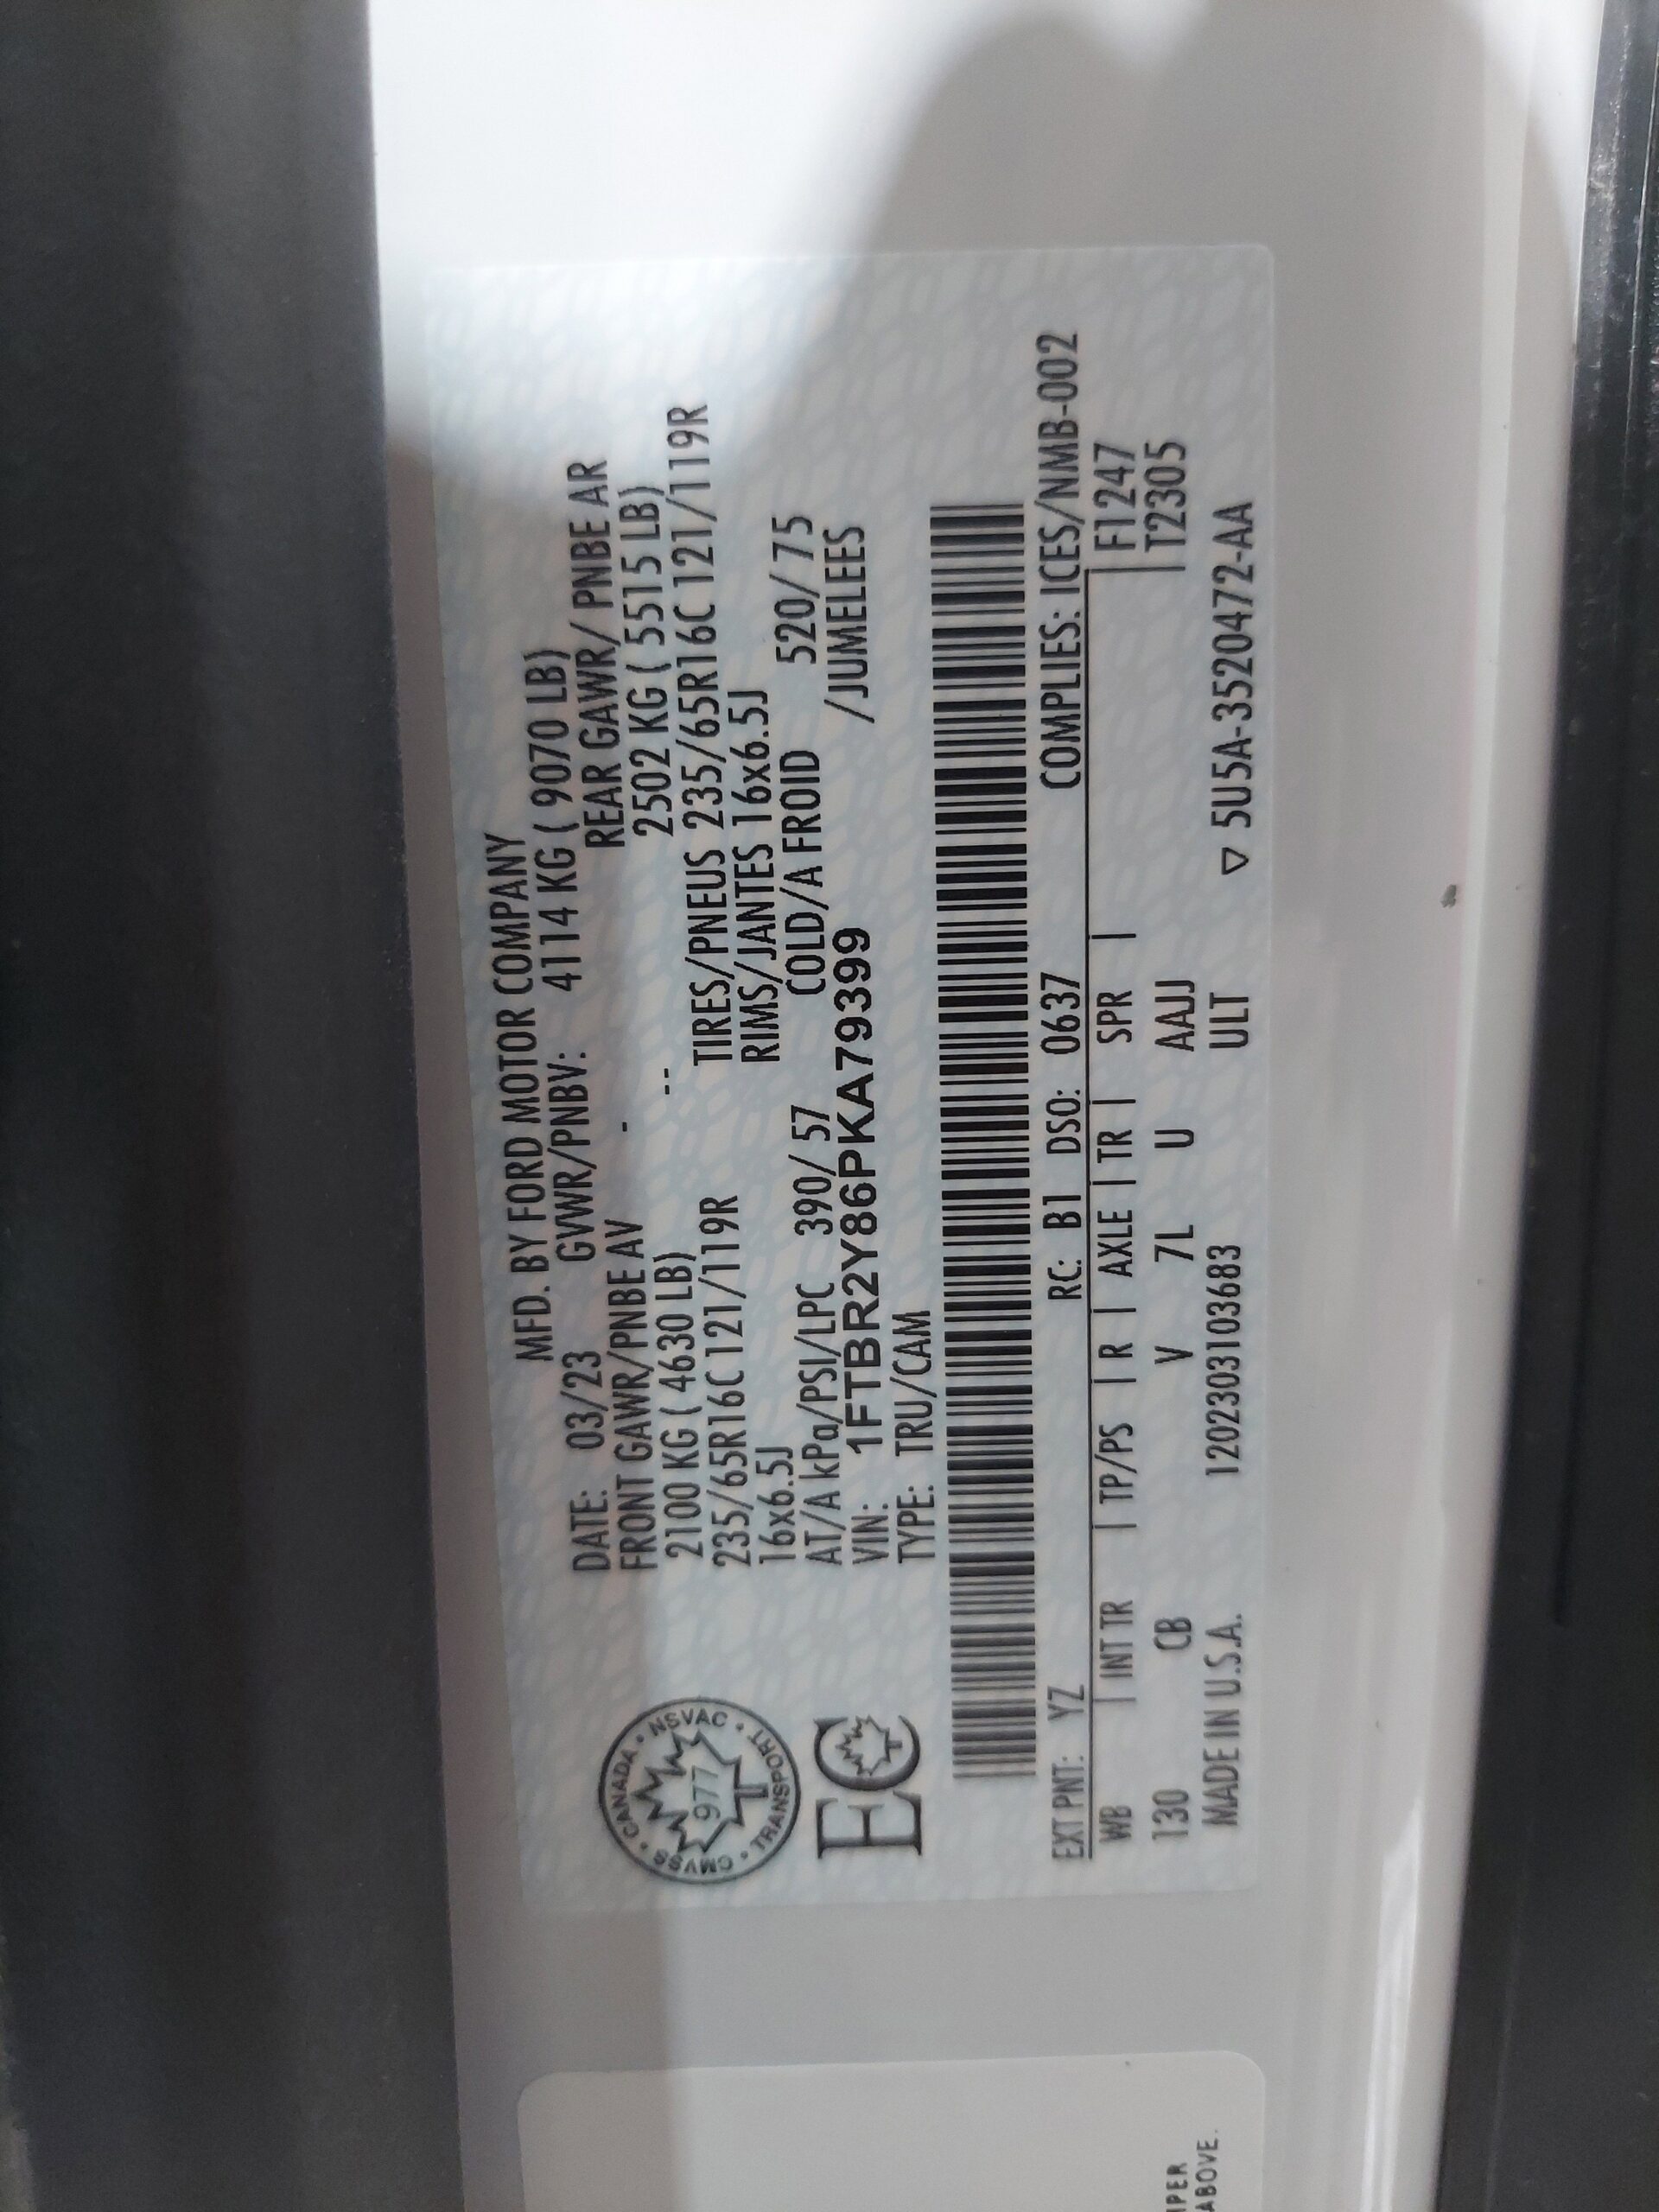 MFD. BY FORD MOTOR COMPANY
DATE: 03/23 GVWR/PNBV: 4114 KG ( 9070 LB)
FRONT GAWR/PNBE AV - REAR GAWR/ PNBE AR
2100 KG ( 4630 LB) -- 2502 KG ( 5515 LB)
235/65R16C 121/119R TIRES/PNEUS 235/65R16C 121/119R
16x6.5J RIMS/JANTES 16x6.5J
AT/A kPa/PSI/LPC 390/ 57 COLD/A FROID 520/ 75
VIN: 1FTBR2Y86PKA79399 /JUMELEES
TYPE: TRU/CAM
CANADA • NSVAC • TRANSPORT • CMVSS •
977
EC
EXT PNT: YZ RC: B1 DSO: 0637 COMPLIES: ICES/NMB-002
WB | INT TR | TP/PS | R | AXLE | TR | SPR | | F1247
130 CB V 7L U AAJJ | T2305
MADE IN U.S.A. 120230310368​3 ULT ▽ 5U5A-3520472-AA
ABOVE.